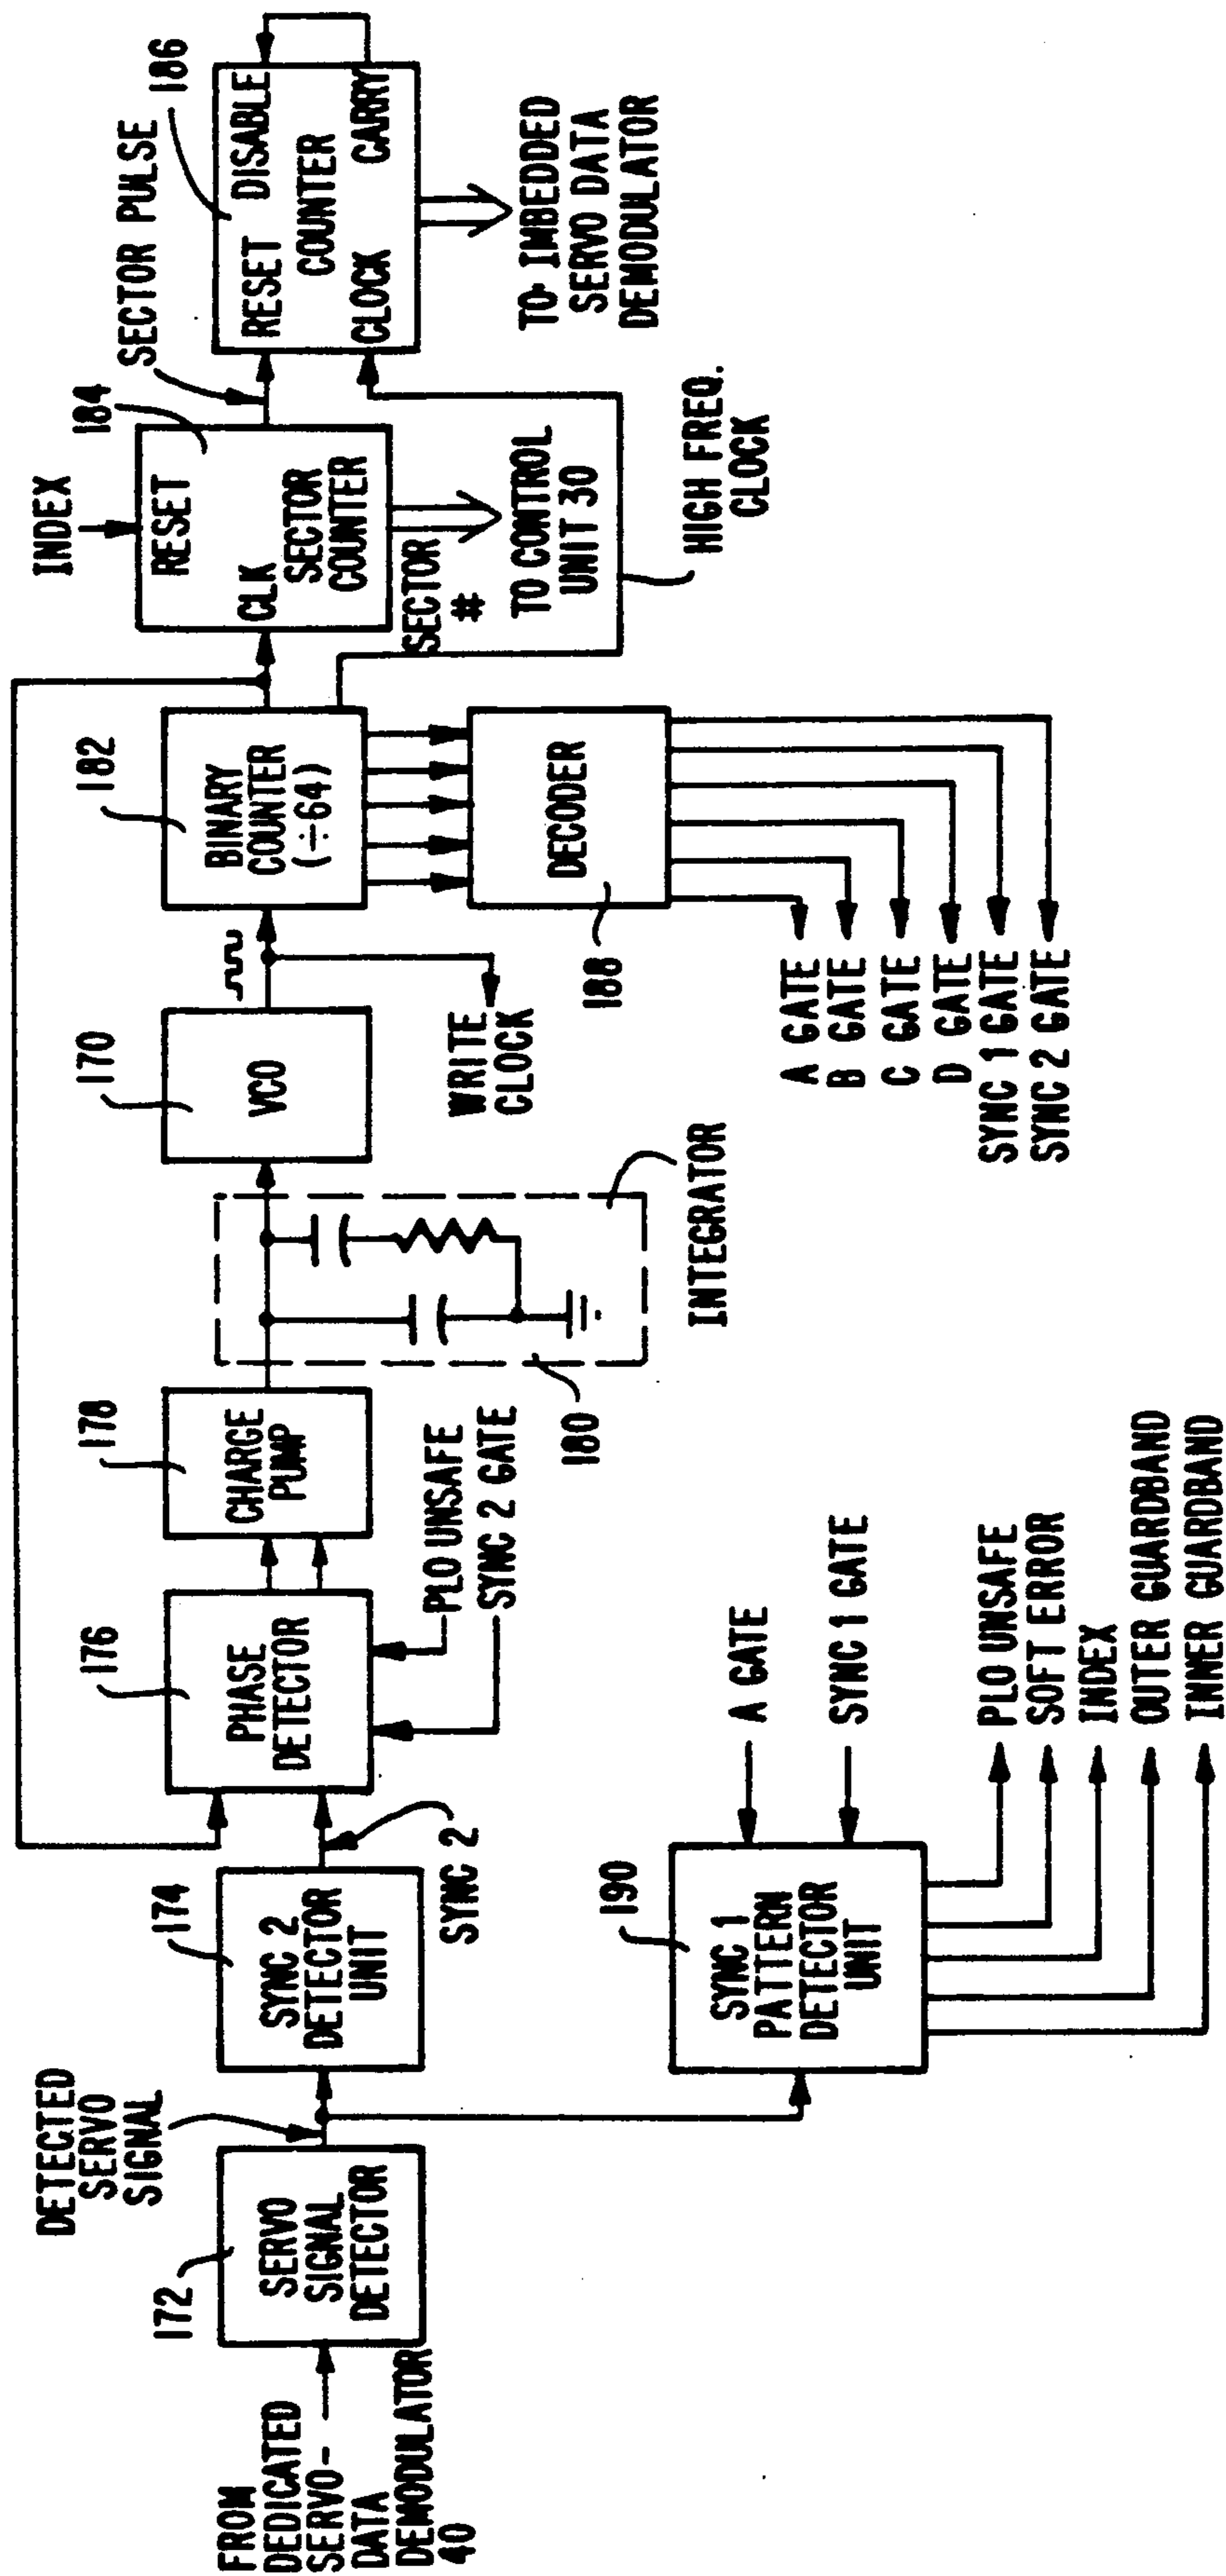 FROM
DEDICATED
SERVO-
DATA
DEMODULATOR
40
172
SERVO
SIGNAL
DETECTOR
DETECTED
SERVO
SIGNAL
174
SYNC 2
DETECTOR
UNIT
SYNC 2
176
PHASE
DETECTOR
PLO UNSAFE
SYNC 2 GATE
178
CHARGE
PUMP
180
INTEGRATOR
170
VCO
WRITE
CLOCK
182
BINARY
COUNTER
(÷64)
188
DECODER
A GATE
B GATE
C GATE
D GATE
SYNC 1 GATE
SYNC 2 GATE
INDEX
184
RESET
CLK
SECTOR
COUNTER
SECTOR
#
TO CONTROL
UNIT 30
HIGH FREQ.
CLOCK
SECTOR PULSE
186
RESET DISABLE
COUNTER
CLOCK CARRY
TO IMBEDDED
SERVO DATA
DEMODULATOR
190
SYNC 1
PATTERN
DETECTOR
UNIT
A GATE
SYNC 1 GATE
PLO UNSAFE
SOFT ERROR
INDEX
OUTER GUARDBAND
INNER GUARDBAND